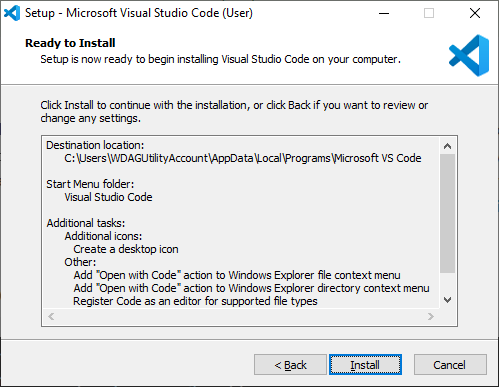 Setup - Microsoft Visual Studio Code (User)
Ready to Install
Setup is now ready to begin installing Visual Studio Code on your computer.
Click Install to continue with the installation, or click Back if you want to review or
change any settings.
Destination location:
C:\Users\WDAGUtilityAccount\AppData\Local\Programs\Microsoft VS Code
Start Menu folder:
Visual Studio Code
Additional tasks:
Additional icons:
Create a desktop icon
Other:
Add "Open with Code" action to Windows Explorer file context menu
Add "Open with Code" action to Windows Explorer directory context menu
Register Code as an editor for supported file types
< Back
Install
Cancel